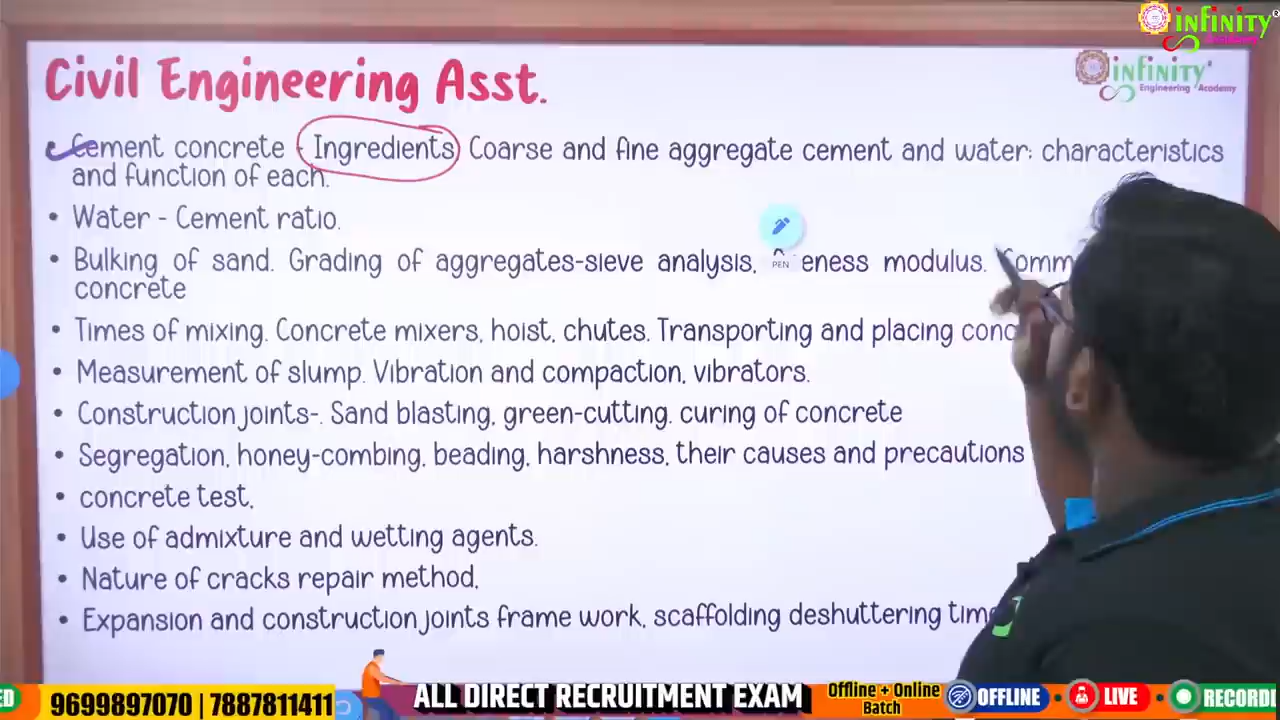 infinity
infinity
Engineering Academy
Civil Engineering Asst.
• Cement concrete - Ingredients Coarse and fine aggregate cement and water: characteristics
and function of each.
• Water - Cement ratio.
• Bulking of sand. Grading of aggregates-sieve analysis, eness modulus.
PEN
concrete
• Times of mixing. Concrete mixers, hoist, chutes. Transporting and placing
• Measurement of slump. Vibration and compaction, vibrators.
• Construction joints-. Sand blasting, green-cutting. curing of concrete
• Segregation, honey-combing, beading, harshness, their causes and precautions
• concrete test,
• Use of admixture and wetting agents.
• Nature of cracks repair method,
• Expansion and construction joints frame work, scaffolding deshuttering
9699897070 | 7887811411
ALL DIRECT RECRUITMENT EXAM
Offline + Online
Batch
OFFLINE
LIVE